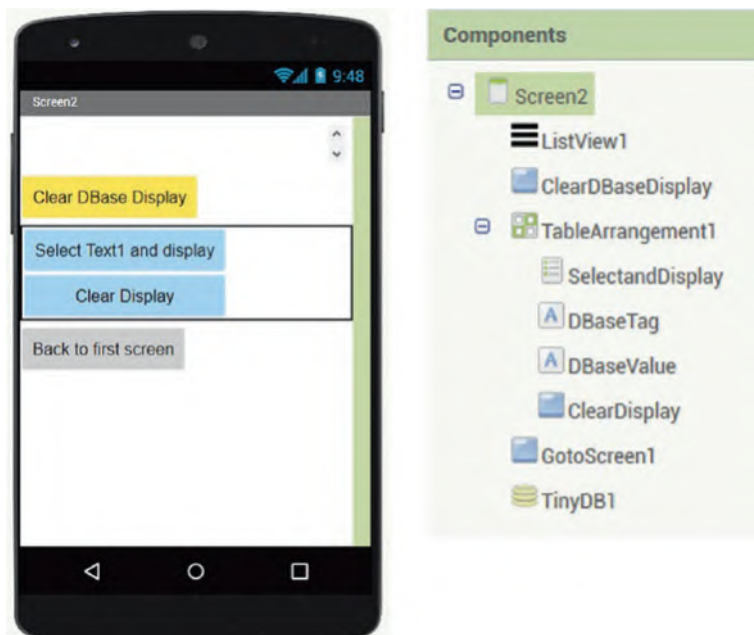 9:48
Screen2
Clear DBase Display
Select Text1 and display
Clear Display
Back to first screen
Components
Screen2
ListView1
ClearDBaseDisplay
TableArrangement1
SelectandDisplay
A DBaseTag
A DBaseValue
ClearDisplay
GotoScreen1
TinyDB1